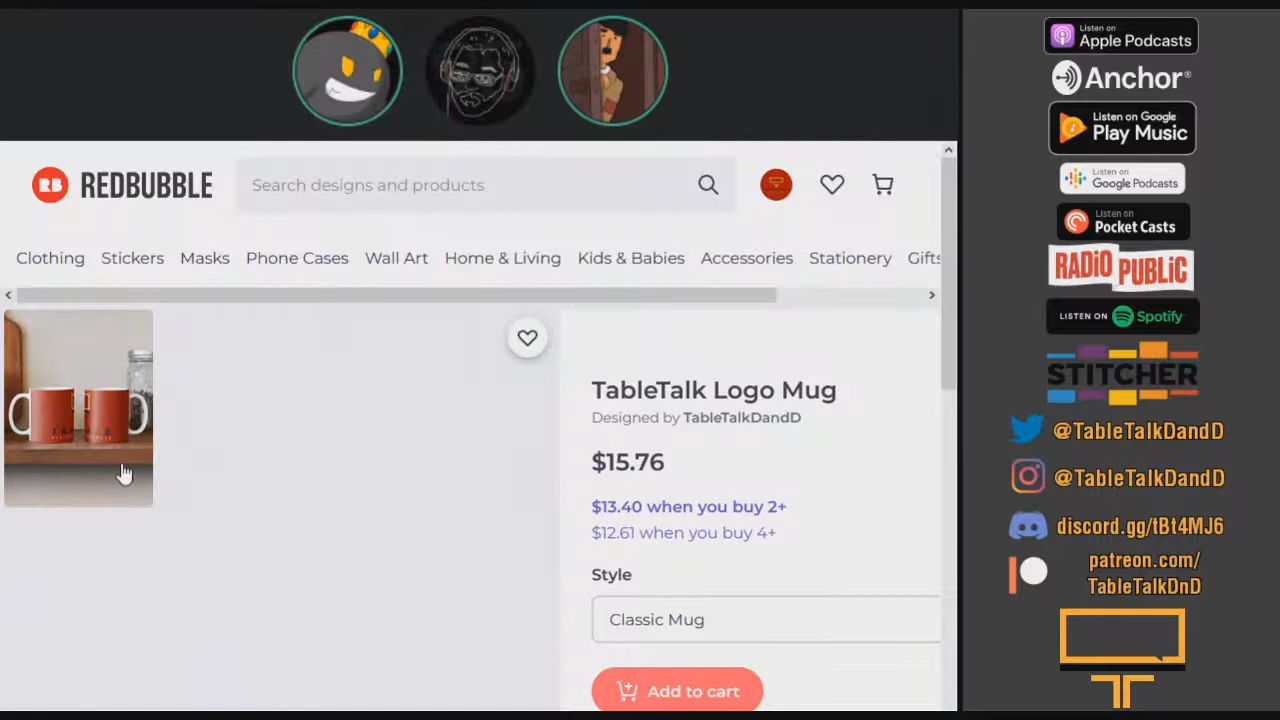 REDBUBBLE
Search designs and products
Clothing Stickers Masks Phone Cases Wall Art Home & Living Kids & Babies Accessories Stationery Gifts
TableTalk Logo Mug
Designed by TableTalkDandD
$15.76
$13.40 when you buy 2+
$12.61 when you buy 4+
Style
Classic Mug
Add to cart
Listen on
Apple Podcasts
Anchor®
Listen on Google
Play Music
Listen on
Google Podcasts
Listen on
Pocket Casts
RADiO PUBLiC
LISTEN ON Spotify
STITCHER
@TableTalkDandD
@TableTalkDandD
discord.gg/tBt4MJ6
patreon.com/
TableTalkDnD